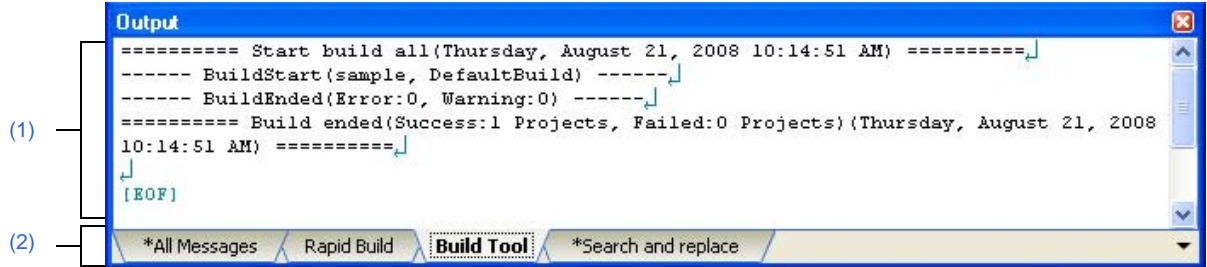 Output
========== Start build all(Thursday, August 21, 2008 10:14:51 AM) ==========
------ BuildStart(sample, DefaultBuild) ------
------ BuildEnded(Error:0, Warning:0) ------
========== Build ended(Success:1 Projects, Failed:0 Projects)(Thursday, August 21, 2008
10:14:51 AM) ==========
[EOF]
(1)
(2)
*All Messages Rapid Build Build Tool *Search and replace